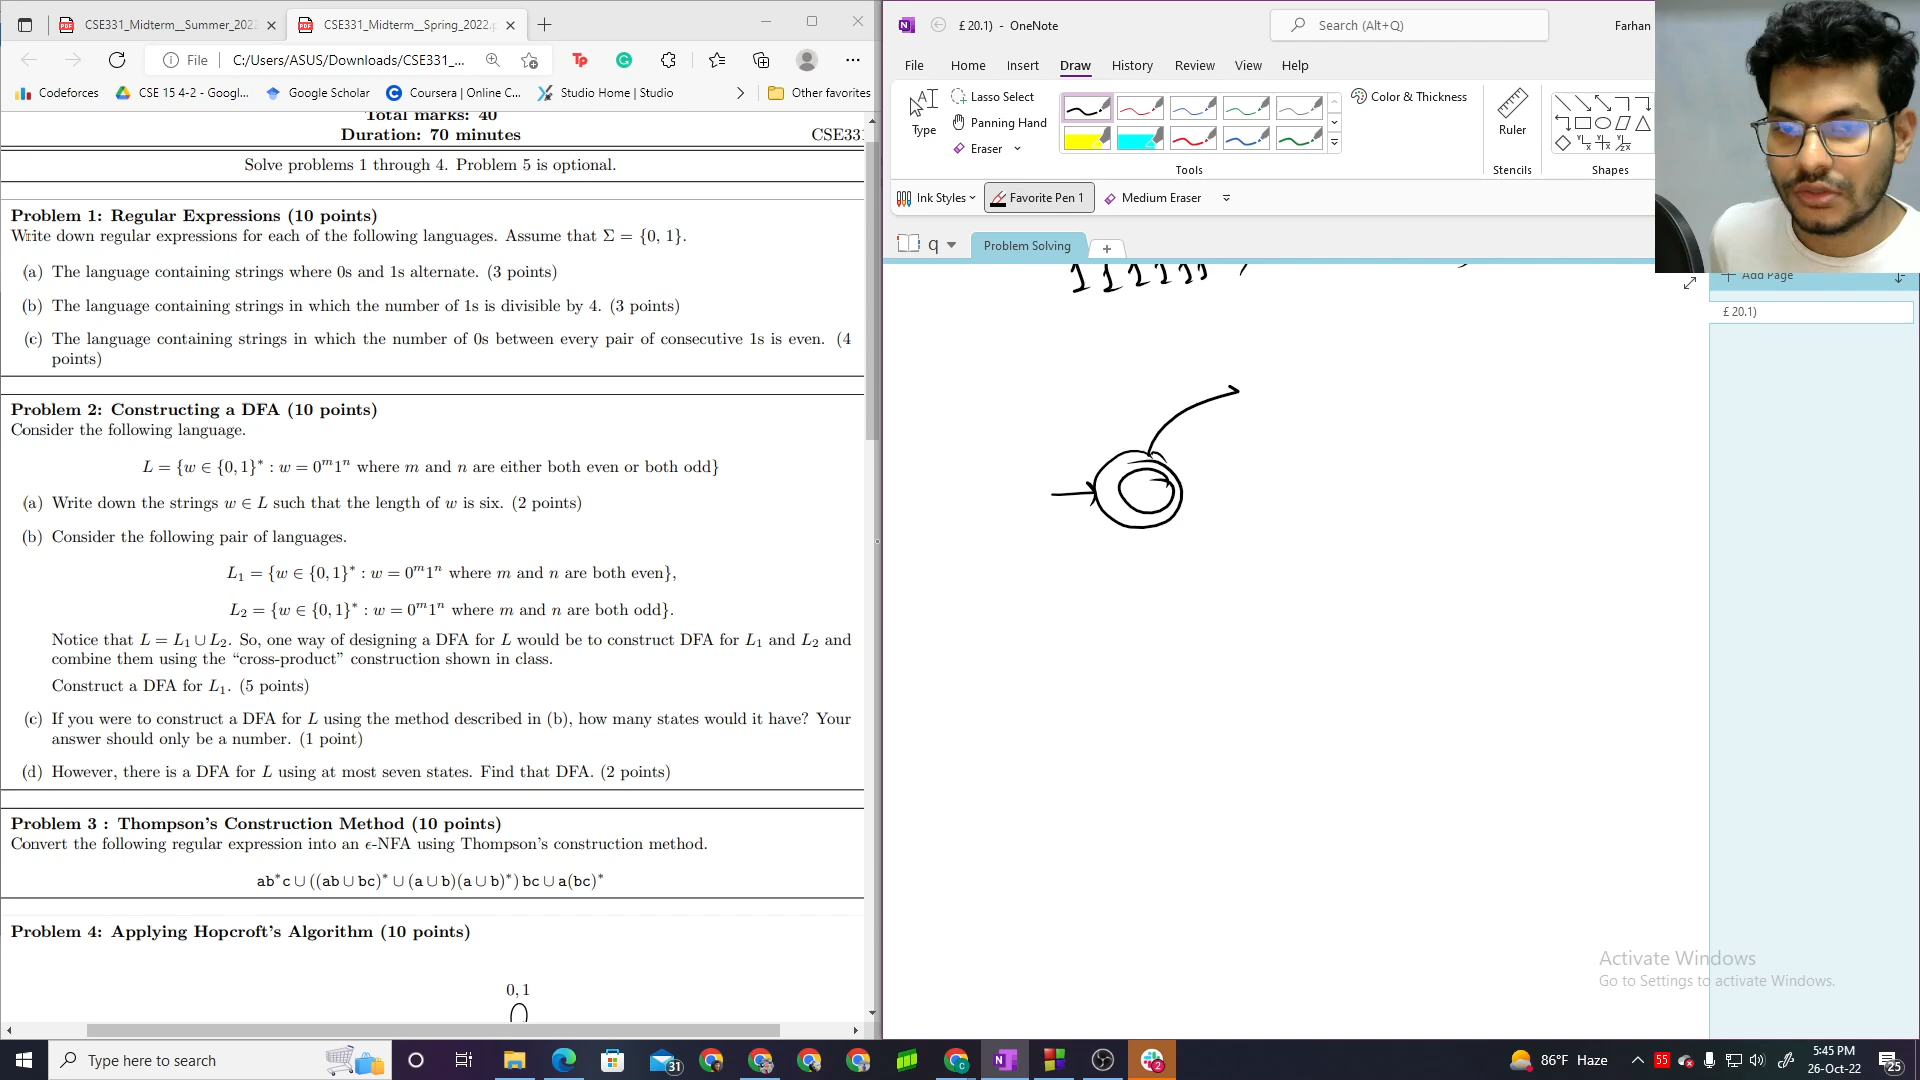 CSE331_Midterm__Summer_2022
CSE331_Midterm__Spring_2022.p
File
C:/Users/ASUS/Downloads/CSE331_...
Codeforces
CSE 15 4-2 - Googl...
Google Scholar
Coursera | Online C...
Studio Home | Studio
Other favorites
Total marks: 40
Duration: 70 minutes
CSE331
Solve problems 1 through 4. Problem 5 is optional.
Problem 1: Regular Expressions (10 points)
Write down regular expressions for each of the following languages. Assume that Σ = {0, 1}.
(a) The language containing strings where 0s and 1s alternate. (3 points)
(b) The language containing strings in which the number of 1s is divisible by 4. (3 points)
(c) The language containing strings in which the number of 0s between every pair of consecutive 1s is even. (4
points)
Problem 2: Constructing a DFA (10 points)
Consider the following language.
L = {w ∈ {0, 1}* : w = 0ᵐ1ⁿ where m and n are either both even or both odd}
(a) Write down the strings w ∈ L such that the length of w is six. (2 points)
(b) Consider the following pair of languages.
L₁ = {w ∈ {0, 1}* : w = 0ᵐ1ⁿ where m and n are both even},
L₂ = {w ∈ {0, 1}* : w = 0ᵐ1ⁿ where m and n are both odd}.
Notice that L = L₁ ∪ L₂. So, one way of designing a DFA for L would be to construct DFA for L₁ and L₂ and
combine them using the “cross-product” construction shown in class.
Construct a DFA for L₁. (5 points)
(c) If you were to construct a DFA for L using the method described in (b), how many states would it have? Your
answer should only be a number. (1 point)
(d) However, there is a DFA for L using at most seven states. Find that DFA. (2 points)
Problem 3 : Thompson's Construction Method (10 points)
Convert the following regular expression into an ϵ-NFA using Thompson's construction method.
ab*c ∪ ((ab ∪ bc)* ∪ (a ∪ b)(a ∪ b)*) bc ∪ a(bc)*
Problem 4: Applying Hopcroft's Algorithm (10 points)
0, 1
£ 20.1) - OneNote
Search (Alt+Q)
Farhan
File Home Insert Draw History Review View Help
Type
Lasso Select
Panning Hand
Eraser
Tools
Color & Thickness
Ruler
Stencils
Shapes
Ink Styles
Favorite Pen 1
Medium Eraser
q
Problem Solving
Add Page
£ 20.1)
111111,
Activate Windows
Go to Settings to activate Windows.
Type here to search
31
2
86°F Haze
55
5:45 PM
26-Oct-22
25